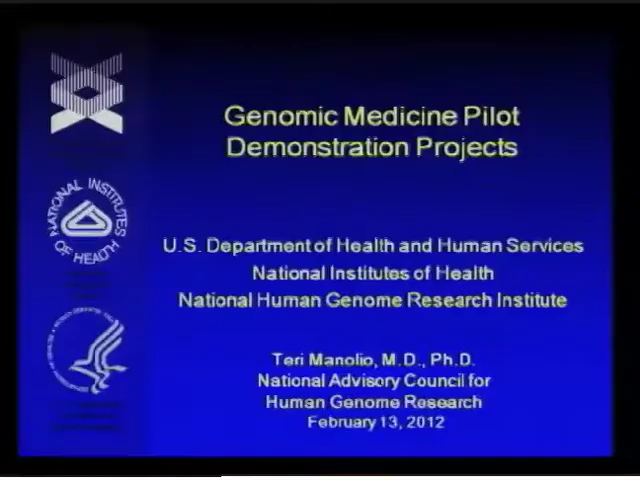 Genomic Medicine Pilot
Demonstration Projects
NATIONAL INSTITUTES
OF HEALTH
U.S. Department of Health and Human Services
National Institutes of Health
National Human Genome Research Institute
Teri Manolio, M.D., Ph.D.
National Advisory Council for
Human Genome Research
February 13, 2012